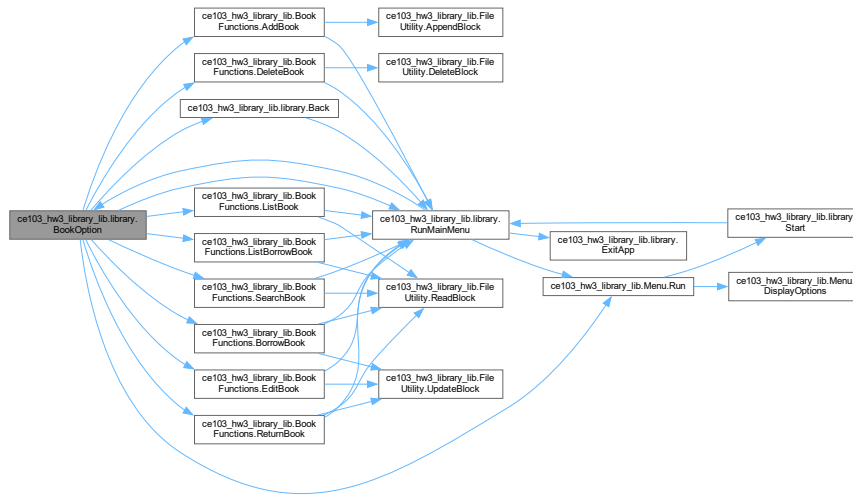 ce103_hw3_library_lib.Book
Functions.AddBook
ce103_hw3_library_lib.File
Utility.AppendBlock
ce103_hw3_library_lib.Book
Functions.DeleteBook
ce103_hw3_library_lib.File
Utility.DeleteBlock
ce103_hw3_library_lib.library.Back
ce103_hw3_library_lib.library.
BookOption
ce103_hw3_library_lib.Book
Functions.ListBook
ce103_hw3_library_lib.library.
RunMainMenu
ce103_hw3_library_lib.library.
Start
ce103_hw3_library_lib.Book
Functions.ListBorrowBook
ce103_hw3_library_lib.library.
ExitApp
ce103_hw3_library_lib.Book
Functions.SearchBook
ce103_hw3_library_lib.File
Utility.ReadBlock
ce103_hw3_library_lib.Menu.Run
ce103_hw3_library_lib.Menu.
DisplayOptions
ce103_hw3_library_lib.Book
Functions.BorrowBook
ce103_hw3_library_lib.Book
Functions.EditBook
ce103_hw3_library_lib.File
Utility.UpdateBlock
ce103_hw3_library_lib.Book
Functions.ReturnBook